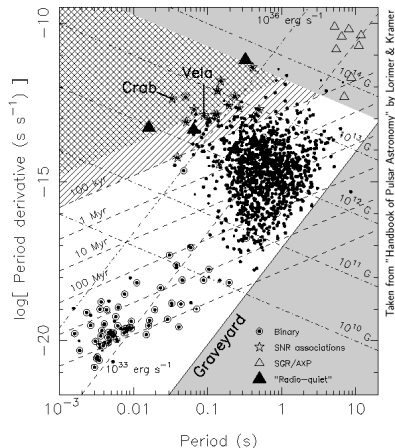 10³⁶ erg s⁻¹
Crab
Vela
10¹⁴ G
10¹³ G
10¹² G
10¹¹ G
10¹⁰ G
100 Kyr
1 Myr
10 Myr
100 Myr
10³³ erg s⁻¹
Graveyard
Binary
SNR associations
SGR/AXP
"Radio-quiet"
-10
-15
-20
log[ Period derivative (s s⁻¹) ]
10⁻³
0.01
0.1
1
10
Period (s)
Taken from "Handbook of Pulsar Astronomy" by Lorimer & Kramer